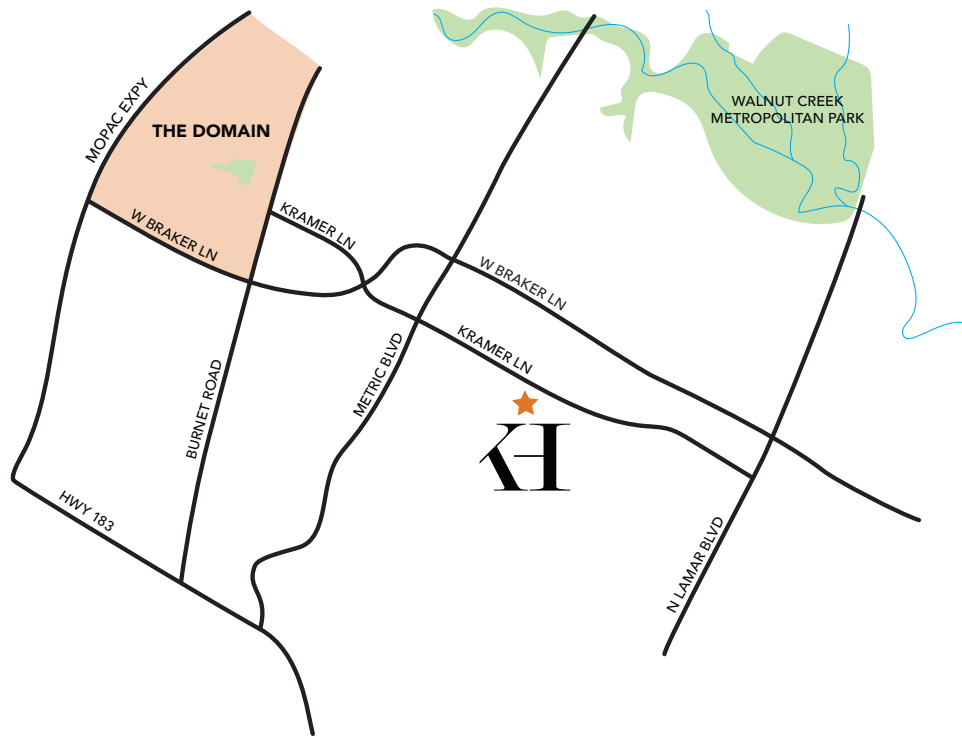 MOPAC EXPY
THE DOMAIN
WALNUT CREEK
METROPOLITAN PARK
W BRAKER LN
KRAMER LN
W BRAKER LN
KRAMER LN
METRIC BLVD
BURNET ROAD
KH
HWY 183
N LAMAR BLVD